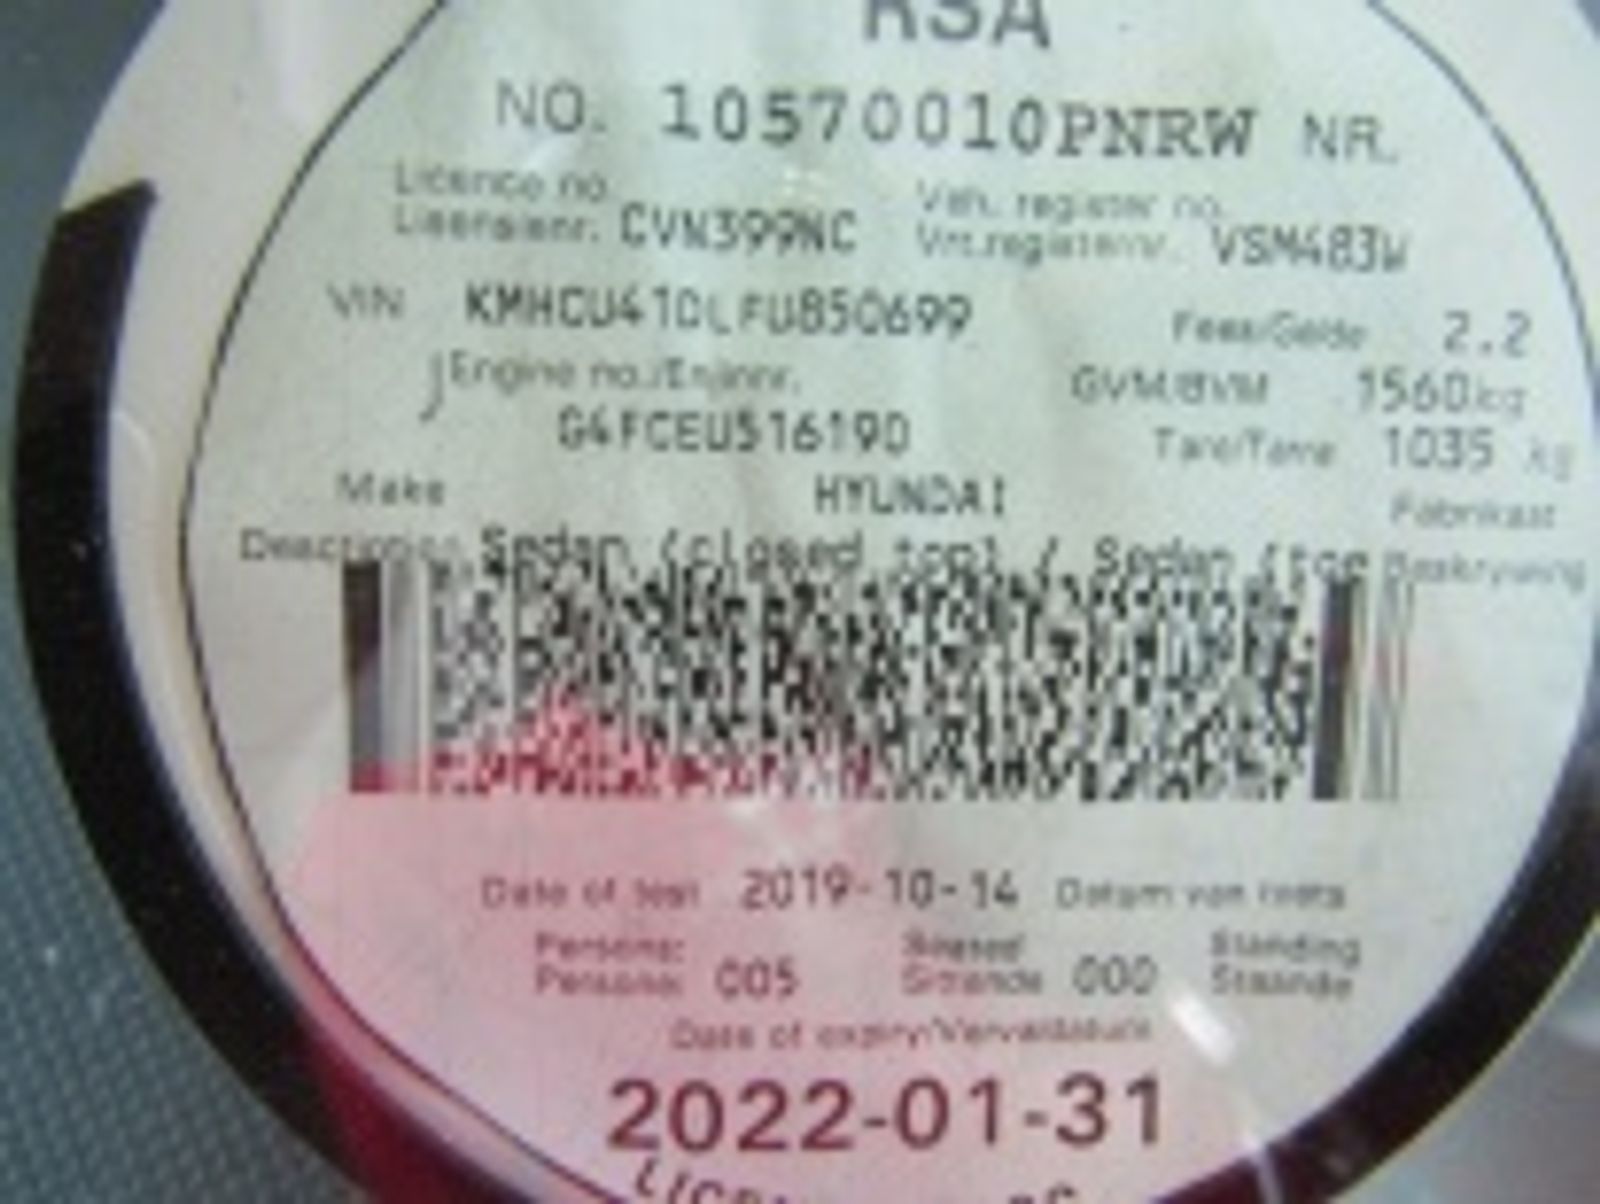 RSA
NO. 10570010PNRW NR.
Licence no. Veh. register no.
Lisensienr. CVN399NC Vrt.registernr. VSM483W
VIN KMHCU41DLFU850699 Fees/Gelde 2.2
Engine no./Enjinnr. GVM/BVM 1560kg
G4FCEU516190 Tare/Tarra 1035 kg
Make HYUNDAI Fabrikaat
Description Sedan (closed top) / Sedan (toe Beskrywing
Date of test 2019-10-14 Datum van toets
Persons: Seated Standing
Persone: 005 Sittende 000 Staande
Date of expiry/Vervaldatum
2022-01-31